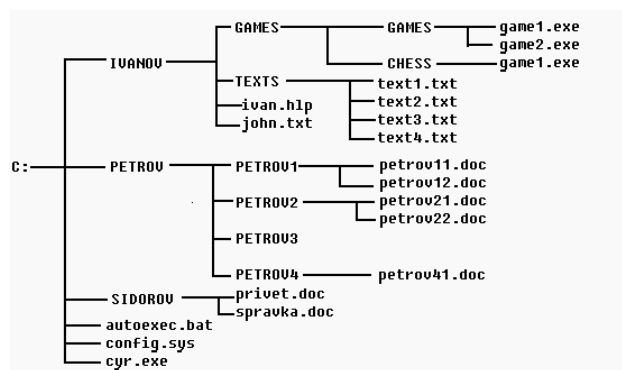 GAMES GAMES game1.exe
game2.exe
IVANOV CHESS game1.exe
TEXTS text1.txt
ivan.hlp text2.txt
john.txt text3.txt
text4.txt
C: PETROV PETROV1 petrov11.doc
petrov12.doc
PETROV2 petrov21.doc
petrov22.doc
PETROV3
PETROV4 petrov41.doc
SIDOROV privet.doc
spravka.doc
autoexec.bat
config.sys
cyr.exe